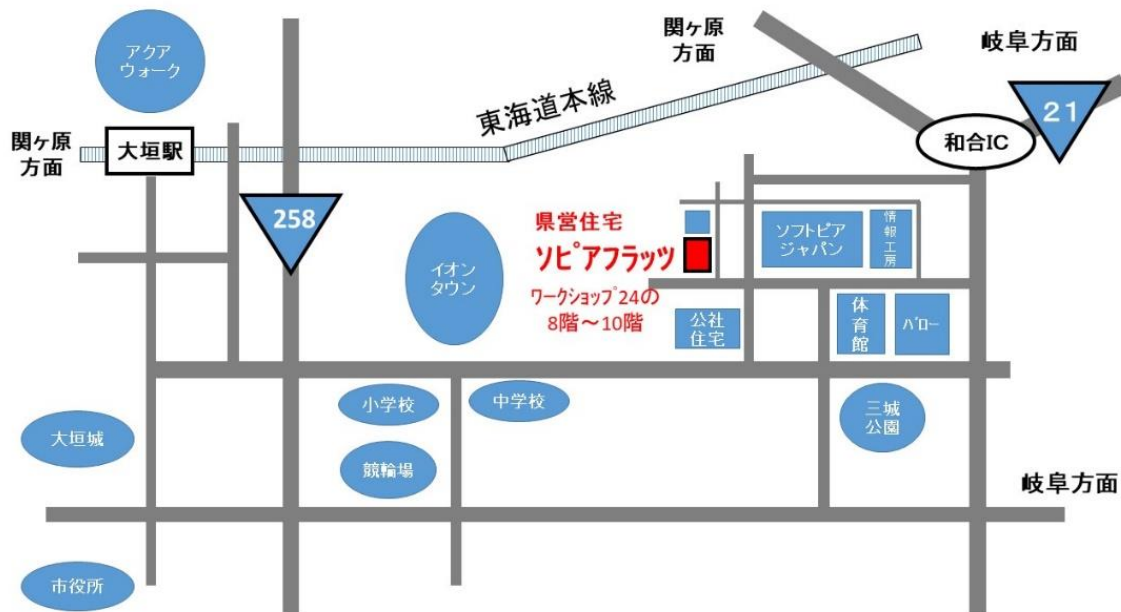 アクア
ウォーク
関ヶ原
方面
岐阜方面
21
東海道本線
関ヶ原
方面
大垣駅
和合IC
258
県営住宅
ソピアフラッツ
ワークショップ24の
8階～10階
イオン
タウン
ソフトピア
ジャパン
情報工房
公社
住宅
体育館
バロー
小学校
中学校
三城
公園
大垣城
競輪場
岐阜方面
市役所